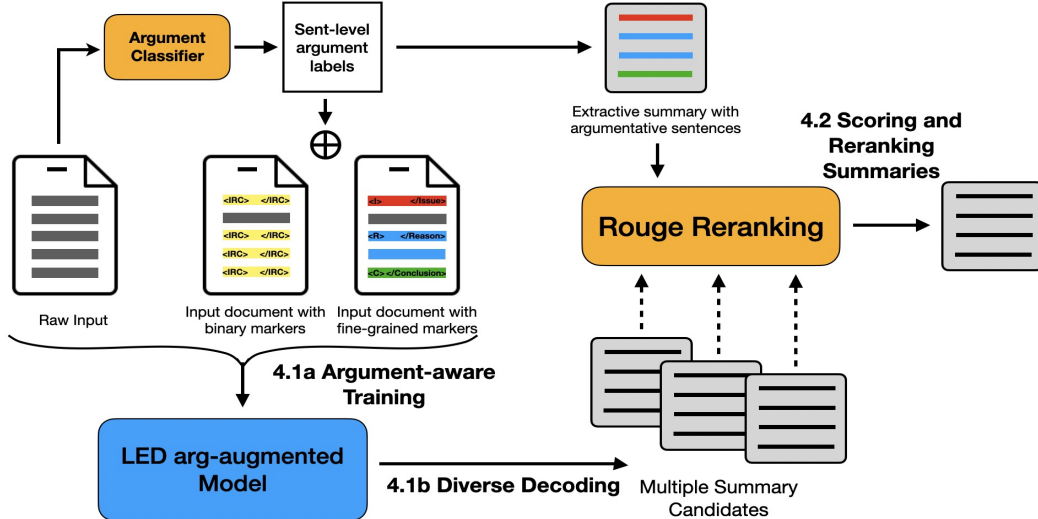 Argument
Classifier
Sent-level
argument
labels
Extractive summary with
argumentative sentences
4.2 Scoring and
Reranking
Summaries
<IRC> </IRC>
<IRC> </IRC>
<IRC> </IRC>
<IRC> </IRC>
<I> </Issue>
<R> </Reason>
<C> </Conclusion>
Rouge Reranking
Raw Input
Input document with
binary markers
Input document with
fine-grained markers
4.1a Argument-aware
Training
LED arg-augmented
Model
4.1b Diverse Decoding
Multiple Summary
Candidates